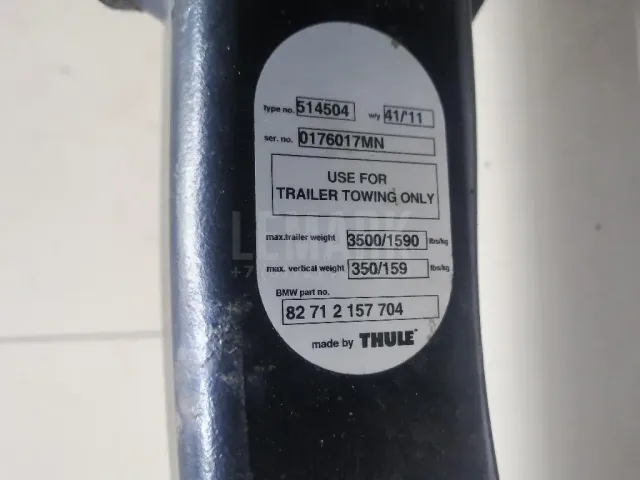 type no. 514504 w/y 41/'11
ser. no. 0176017MN
USE FOR
TRAILER TOWING ONLY
LEMARK
max.trailer weight 3500/1590 lbs/kg
max. vertical weight 350/159 lbs/kg
BMW part no.
82 71 2 157 704
made by THULE